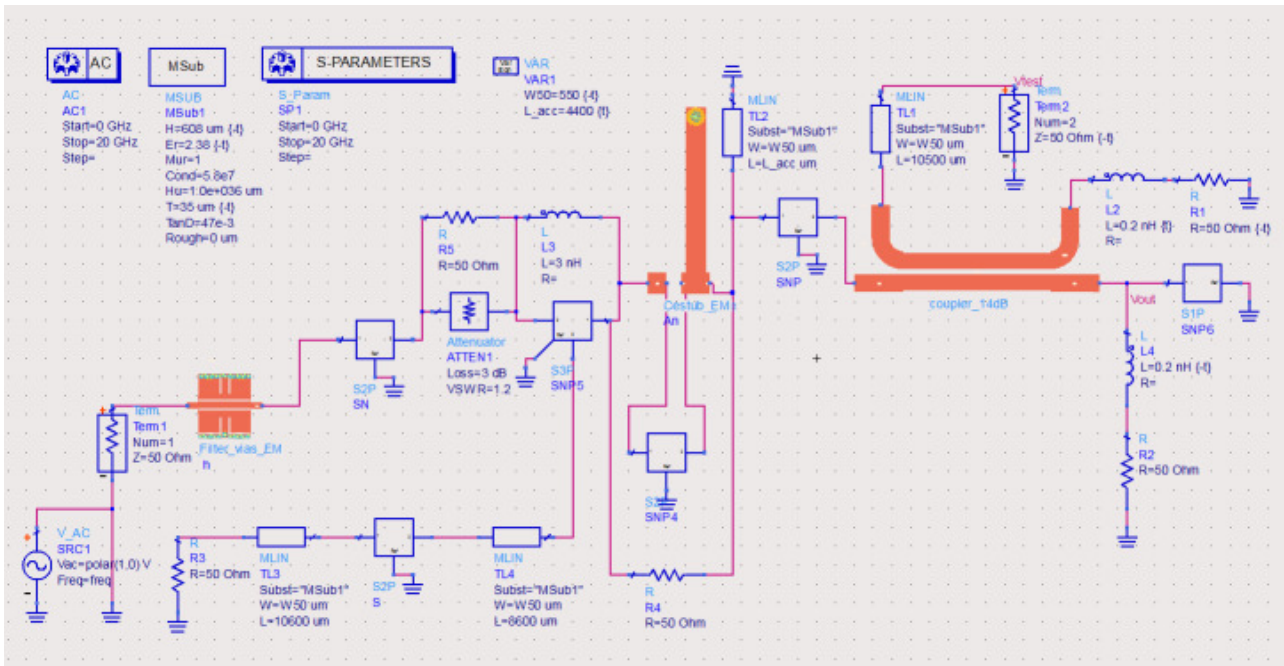 AC
AC
AC1
Start=0 GHz
Stop=20 GHz
Step=
MSub
MSUB
MSub1
H=608 um {-t}
Er=2.38 {-t}
Mur=1
Cond=5.8e7
Hu=1.0e+036 um
T=35 um {-t}
TanD=47e-3
Rough=0 um
S-PARAMETERS
S_Param
SP1
Start=0 GHz
Stop=20 GHz
Step=
VAR
VAR1
W50=550 {-t}
L_acc=4400 {t}
MLIN
TL2
Subst="MSub1"
W=W50 um
L=L_acc um
MLIN
TL1
Subst="MSub1"
W=W50 um
L=10500 um
Vtest
Term
Term2
Num=2
Z=50 Ohm {-t}
L
L2
L=0.2 nH {t}
R=
R
R1
R=50 Ohm {-t}
R
R5
R=50 Ohm
L
L3
L=3 nH
R=
Attenuator
ATTEN1
Loss=3 dB
VSWR=1.2
S3P
SNP5
S2P
SN
Term
Term1
Num=1
Z=50 Ohm
Filter_vias_EM
h
An
S2P
SNP
coupler_14dB
Vout
S1P
SNP6
L
L4
L=0.2 nH {-t}
R=
R
R2
R=50 Ohm
SNP4
V_AC
SRC1
Vac=polar(1,0) V
Freq=freq
R
R3
R=50 Ohm
MLIN
TL3
Subst="MSub1"
W=W50 um
L=10600 um
S2P
S
MLIN
TL4
Subst="MSub1"
W=W50 um
L=8600 um
R
R4
R=50 Ohm